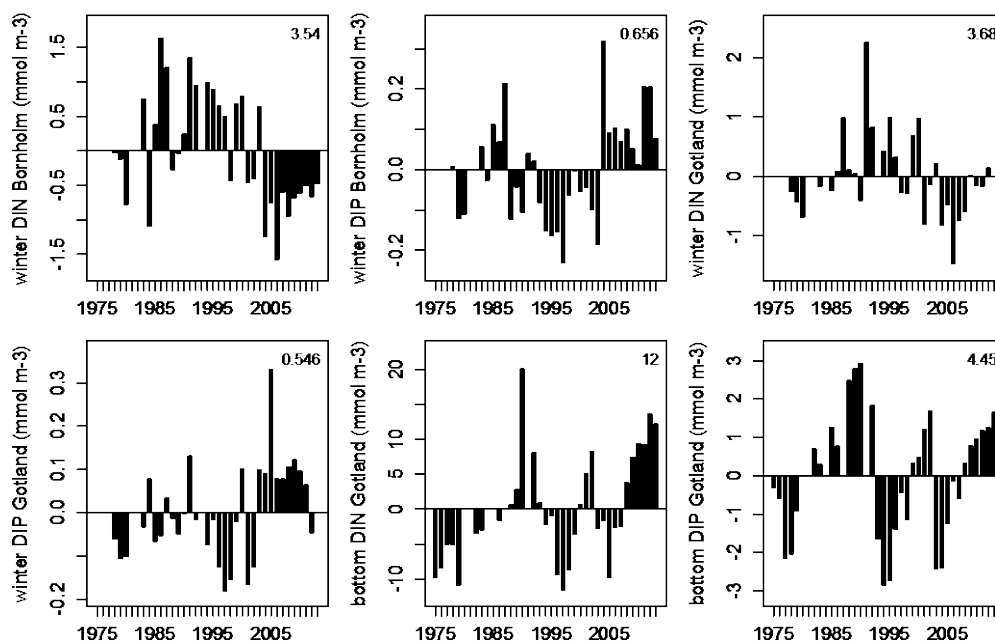 winter DIN Bornholm (mmol m-3)
1.5
0.5
-0.5
-1.5
3.54
1975 1985 1995 2005
winter DIP Bornholm (mmol m-3)
0.2
0.0
-0.2
0.656
1975 1985 1995 2005
winter DIN Gotland (mmol m-3)
2
1
0
-1
3.68
1975 1985 1995 2005
winter DIP Gotland (mmol m-3)
0.3
0.2
0.1
0.0
-0.2
0.546
1975 1985 1995 2005
bottom DIN Gotland (mmol m-3)
20
10
5
0
-10
12
1975 1985 1995 2005
bottom DIP Gotland (mmol m-3)
3
2
1
0
-1
-2
-3
4.45
1975 1985 1995 2005